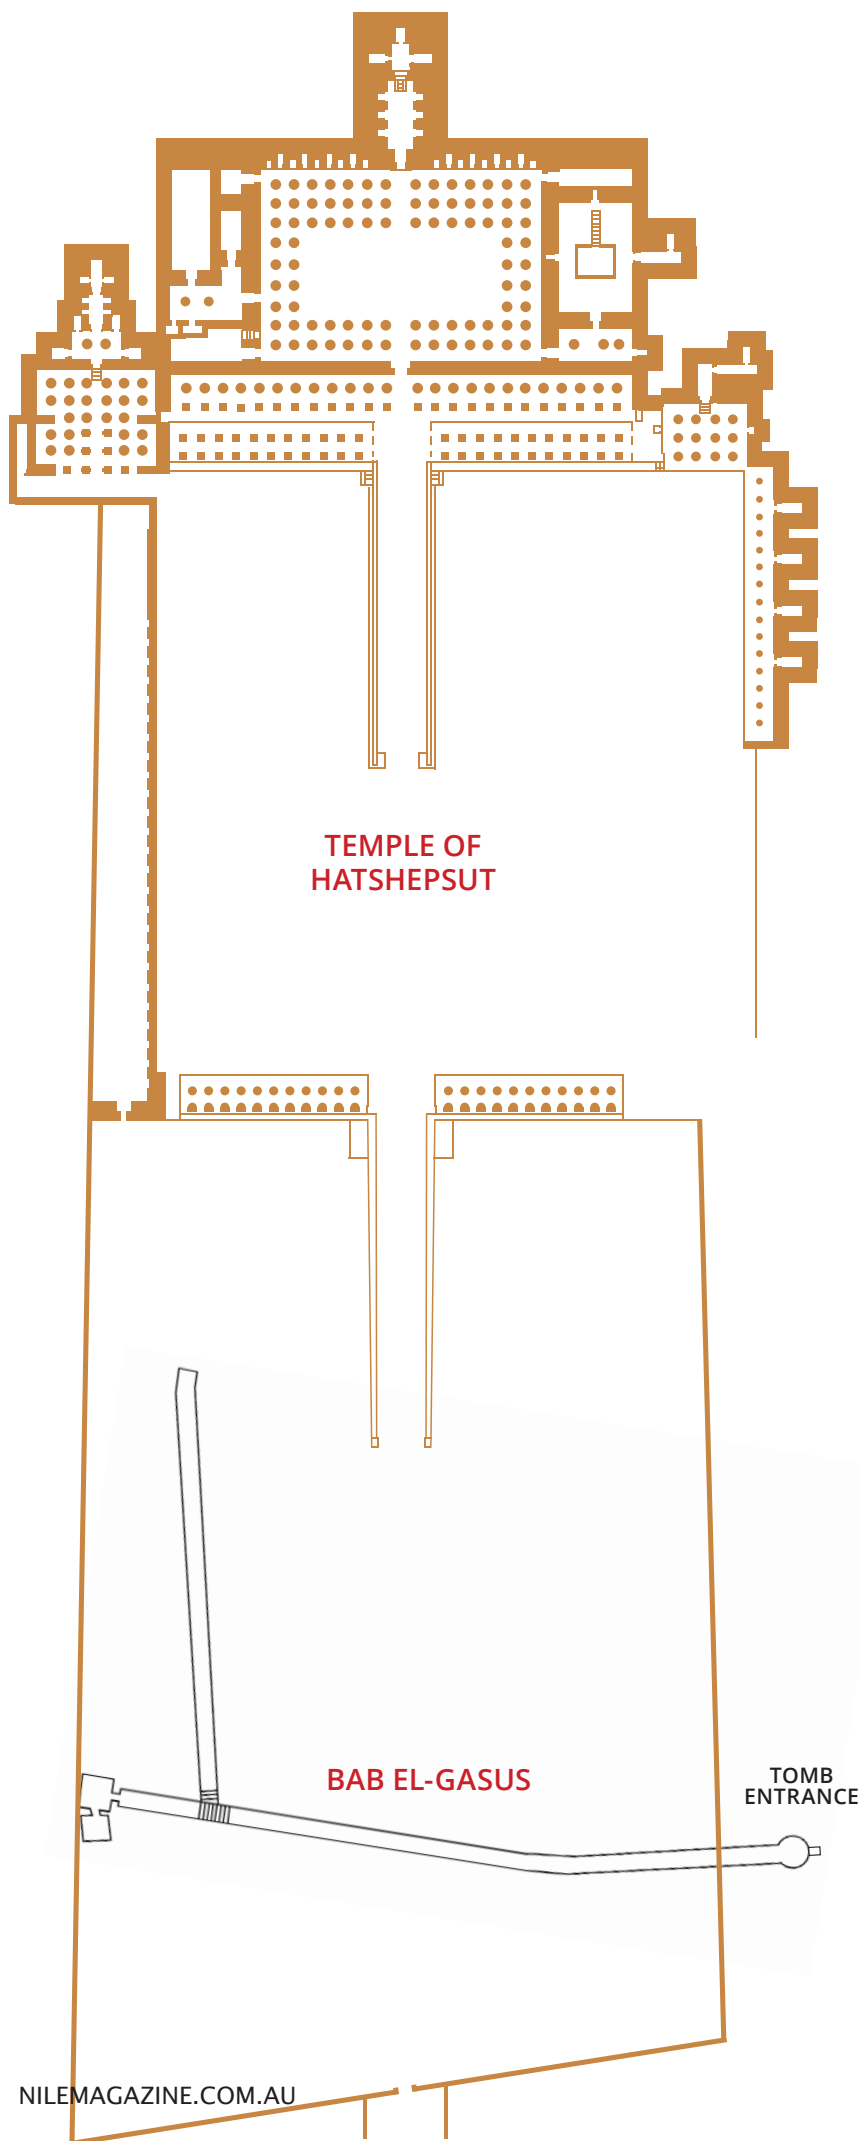 TEMPLE OF
HATSHEPSUT
BAB EL-GASUS
TOMB
ENTRANCE
NILEMAGAZINE.COM.AU